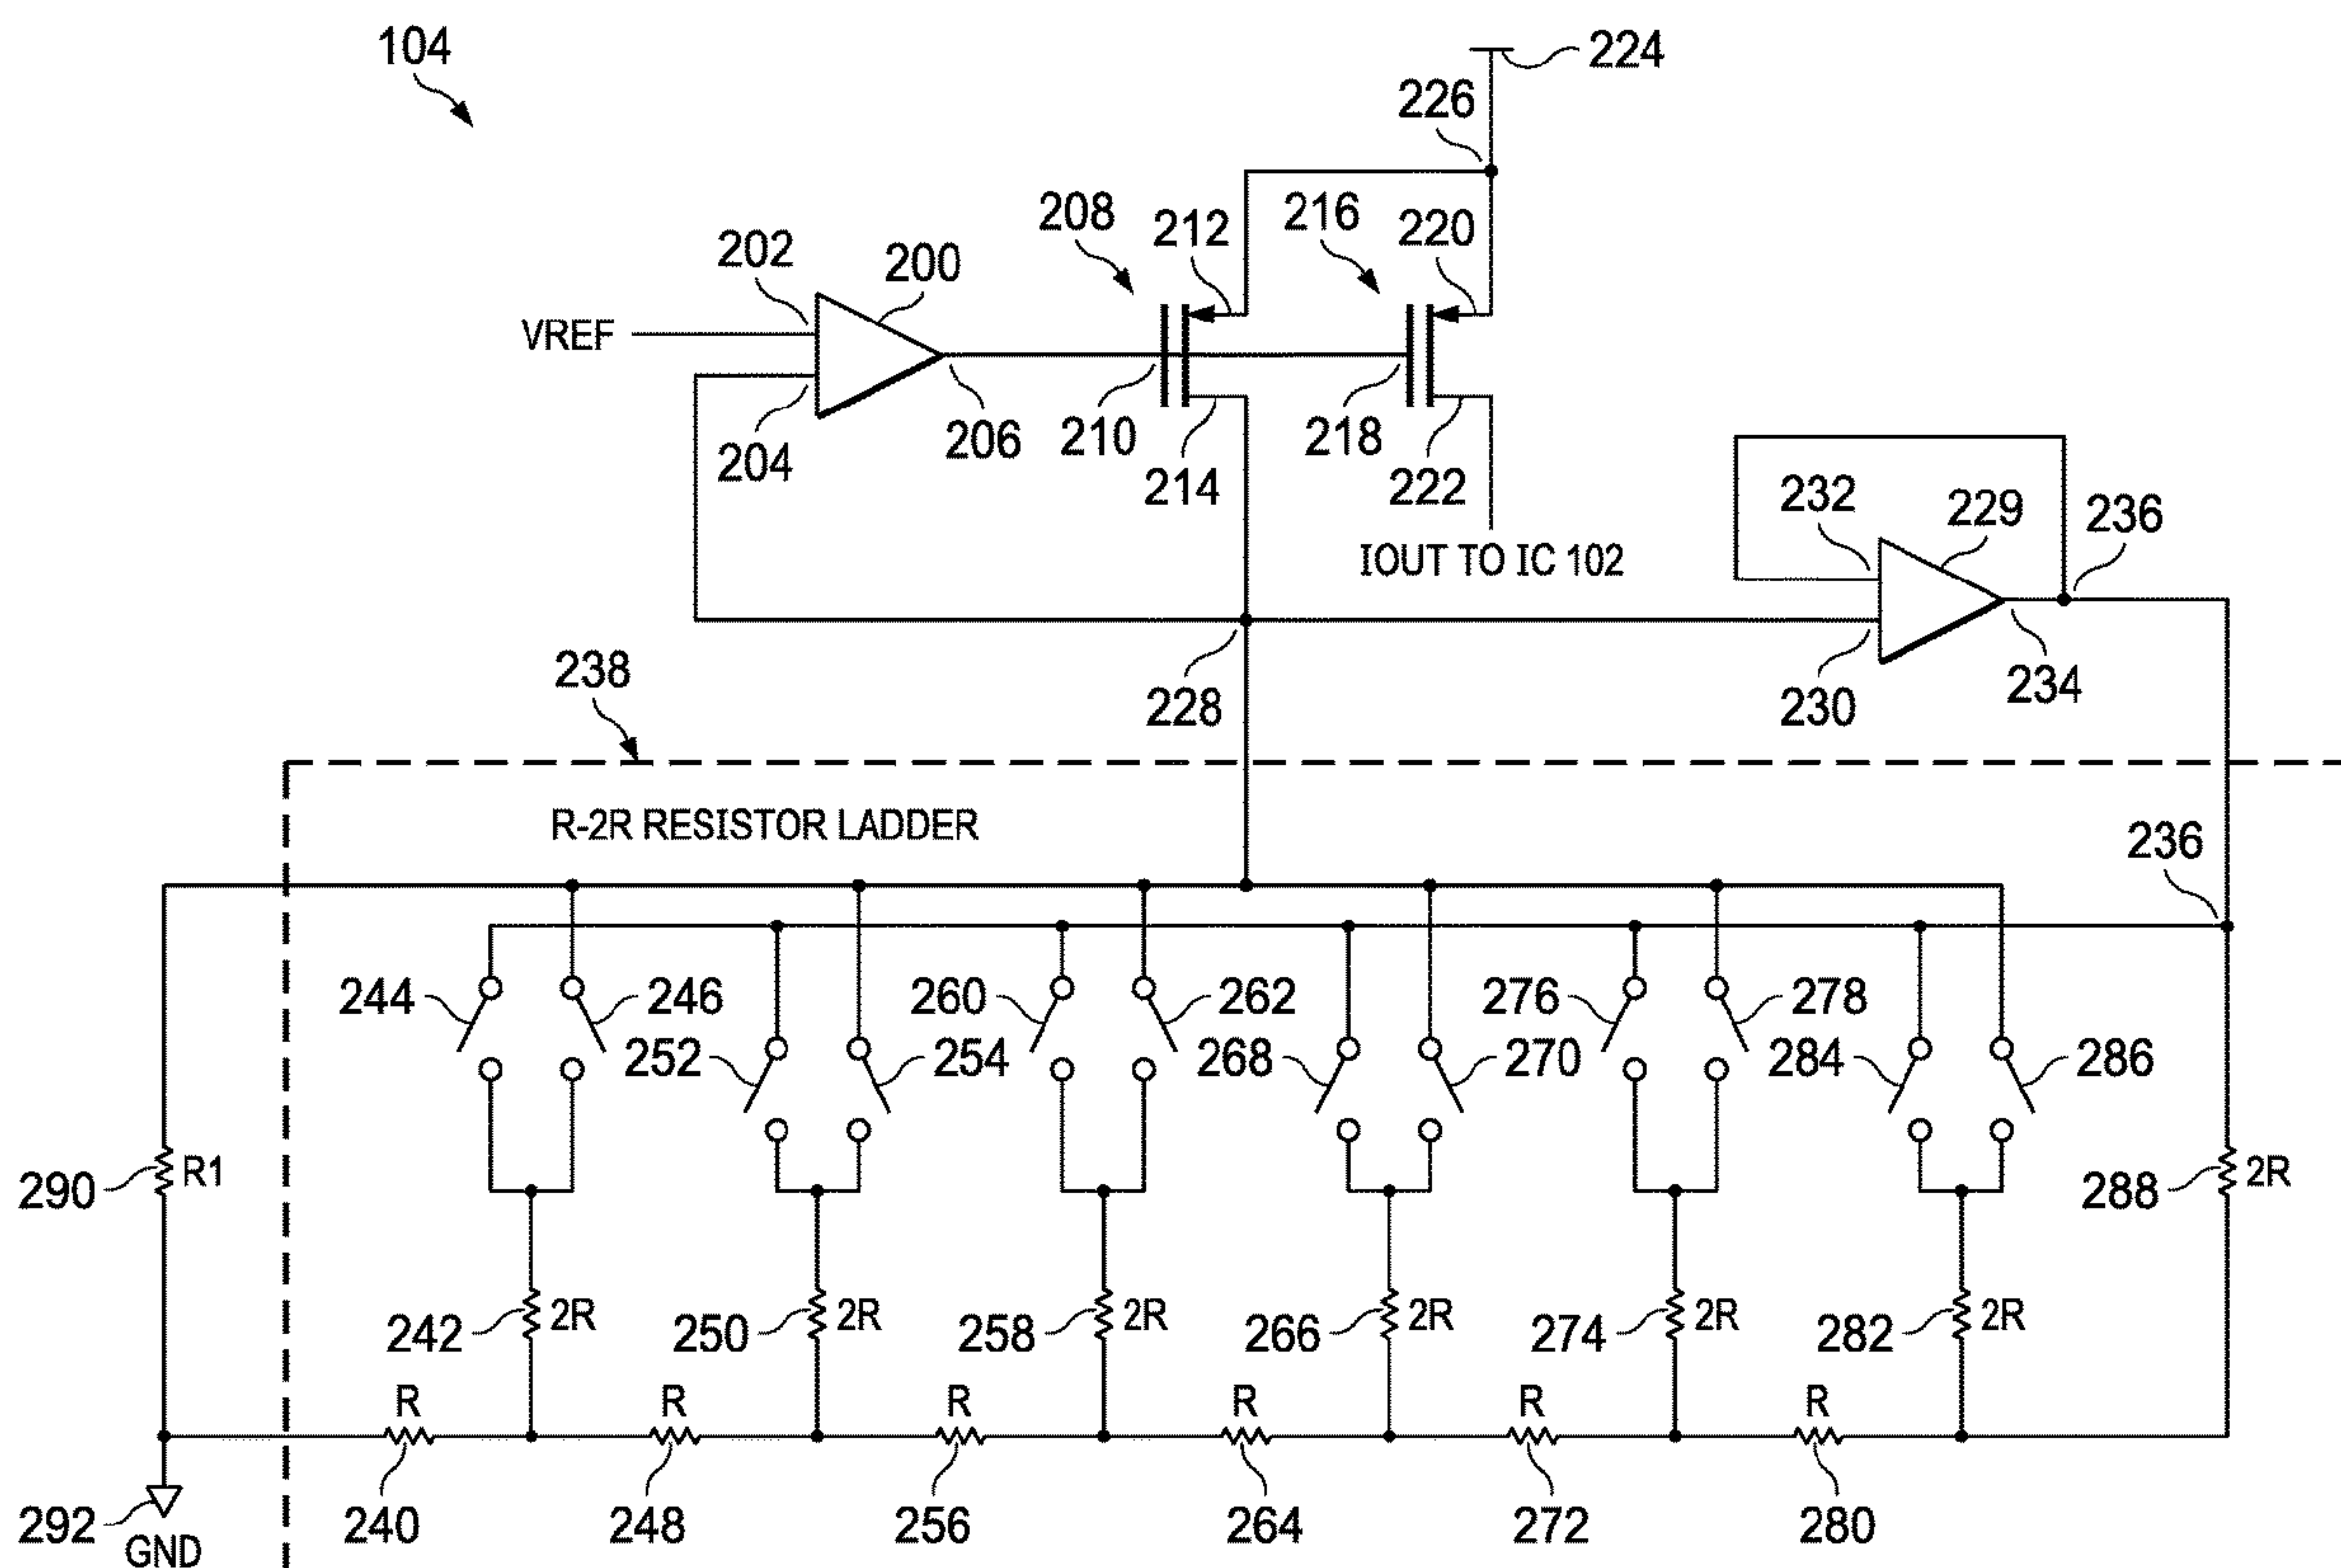 104
224
226
208
212
216
220
202
200
VREF
204
206
210
214
218
222
IOUT TO IC 102
232
229
236
238
228
230
234
R-2R RESISTOR LADDER
236
244
246
260
262
276
278
252
254
268
270
284
286
290
R1
288
2R
242
2R
250
2R
258
2R
266
2R
274
2R
282
2R
R
R
R
R
R
R
292
GND
240
248
256
264
272
280